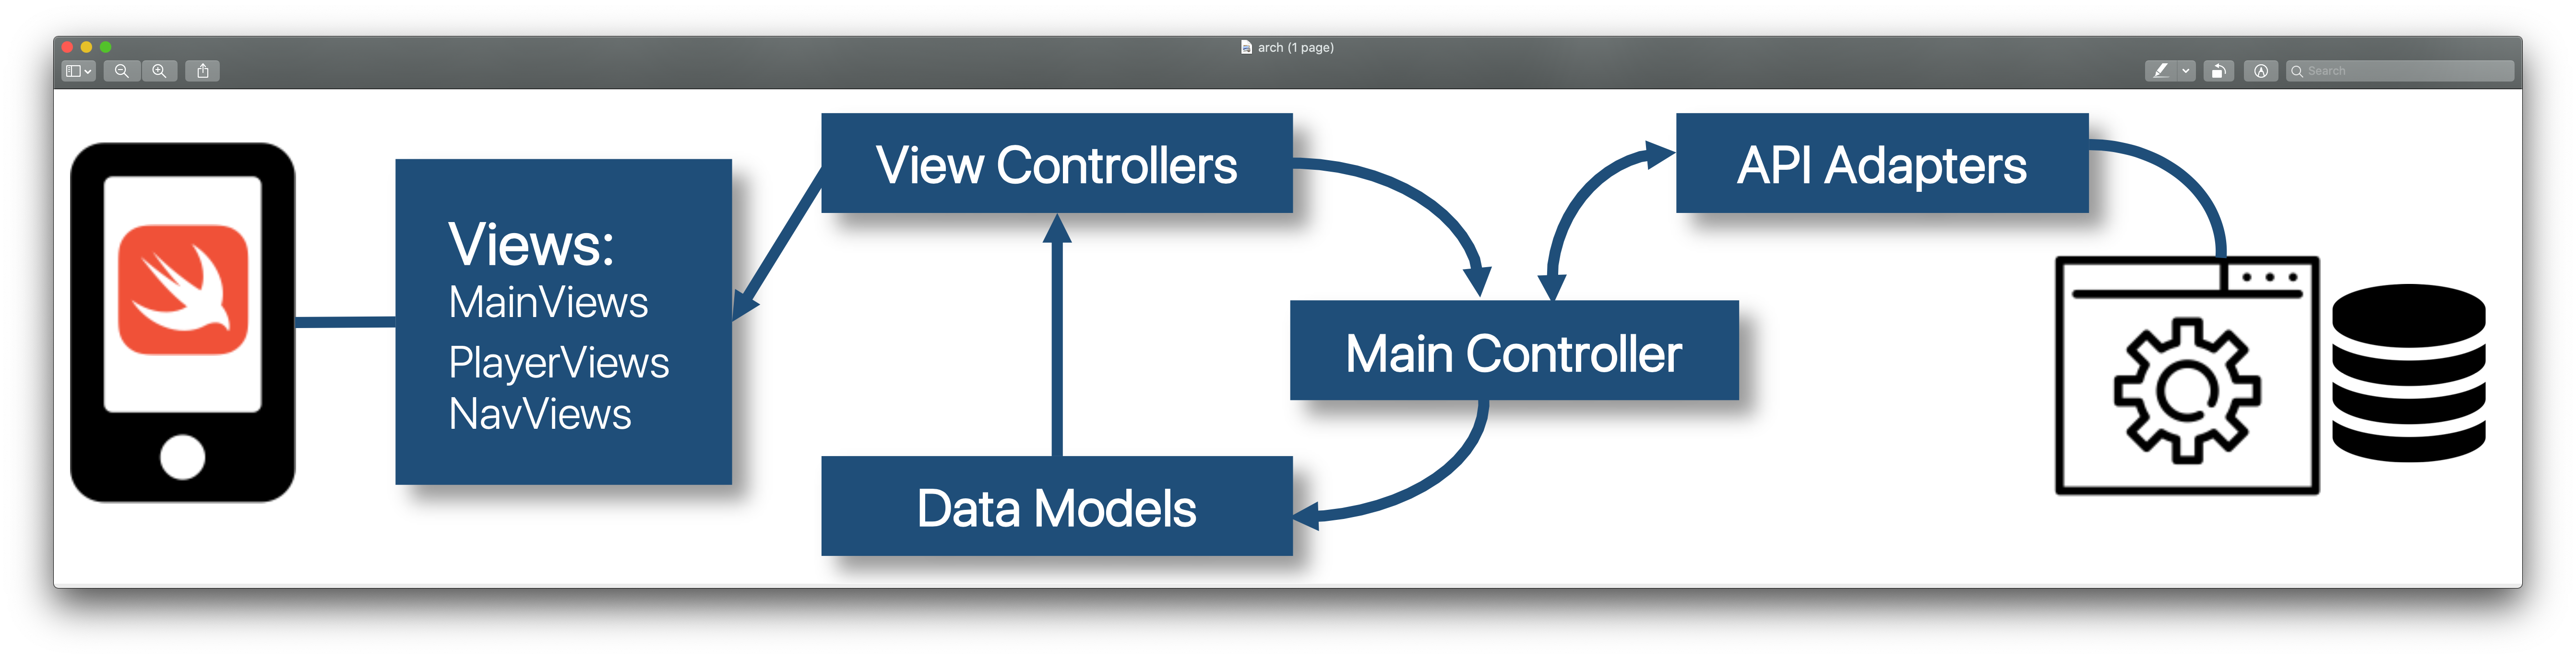 arch (1 page)
Search
Views:
MainViews
PlayerViews
NavViews
View Controllers
Data Models
Main Controller
API Adapters